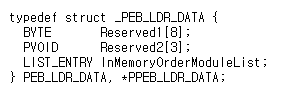 typedef struct _PEB_LDR_DATA {
  BYTE       Reserved1[8];
  PVOID      Reserved2[3];
  LIST_ENTRY InMemoryOrderModuleList;
} PEB_LDR_DATA, *PPEB_LDR_DATA;